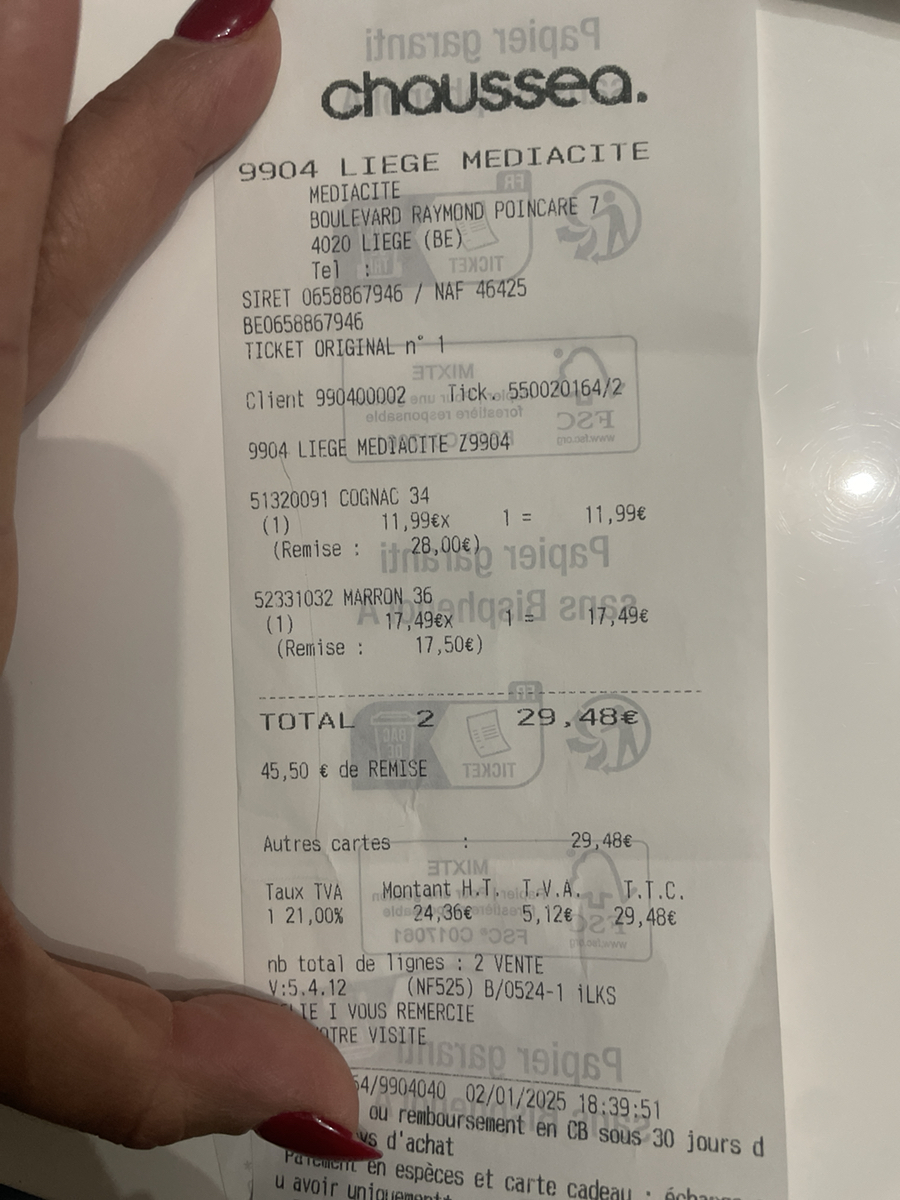 chaussea.
9904 LIEGE MEDIACITE
MEDIACITE
BOULEVARD RAYMOND POINCARE 7
4020 LIEGE (BE)
Tel :
SIRET 0658867946 / NAF 46425
BE0658867946
TICKET ORIGINAL n° 1
Client 990400002 Tick. 550020164/2
9904 LIEGE MEDIACITE Z9904
51320091 COGNAC 34
(1) 11,99€x 1 = 11,99€
(Remise : 28,00€)
52331032 MARRON 36
(1) 17,49€x 1 = 17,49€
(Remise : 17,50€)
TOTAL 2 29,48€
45,50 € de REMISE
Autres cartes : 29,48€
Taux TVA Montant H.T. T.V.A. T.T.C.
1 21,00% 24,36€ 5,12€ 29,48€
nb total de lignes : 2 VENTE
V:5.4.12 (NF525) B/0524-1 iLKS
I VOUS REMERCIE
VISITE
/9904040 02/01/2025 18:39:51
ou remboursement en CB sous 30 jours d
d'achat
Paiement en espèces et carte cadeau :
u avoir